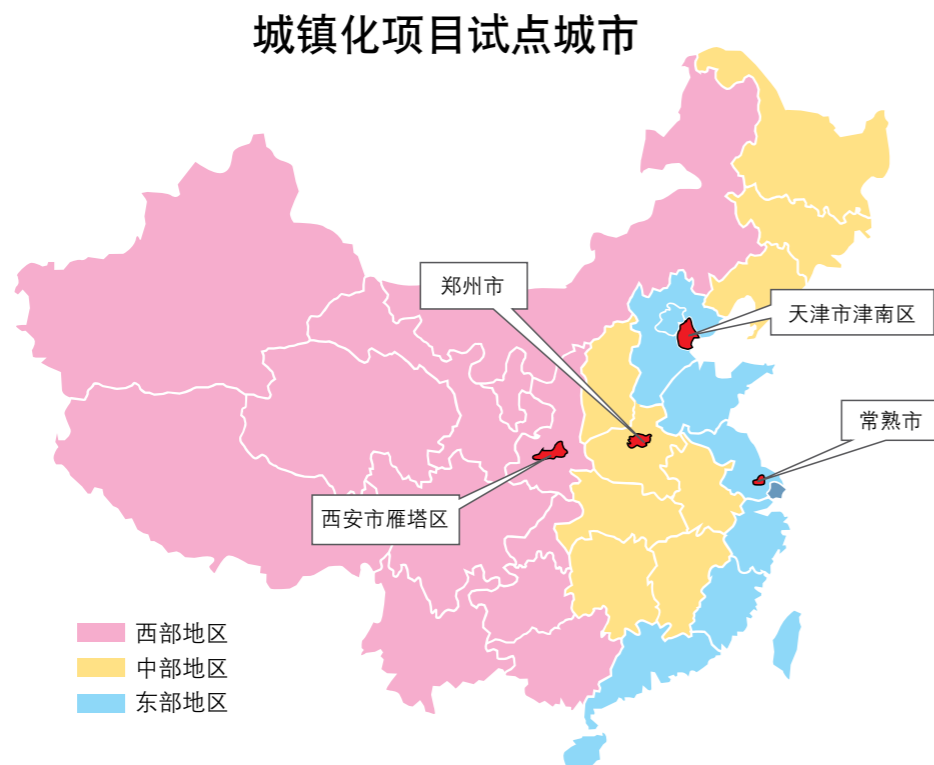 城镇化项目试点城市
郑州市
天津市津南区
常熟市
西安市雁塔区
西部地区
中部地区
东部地区